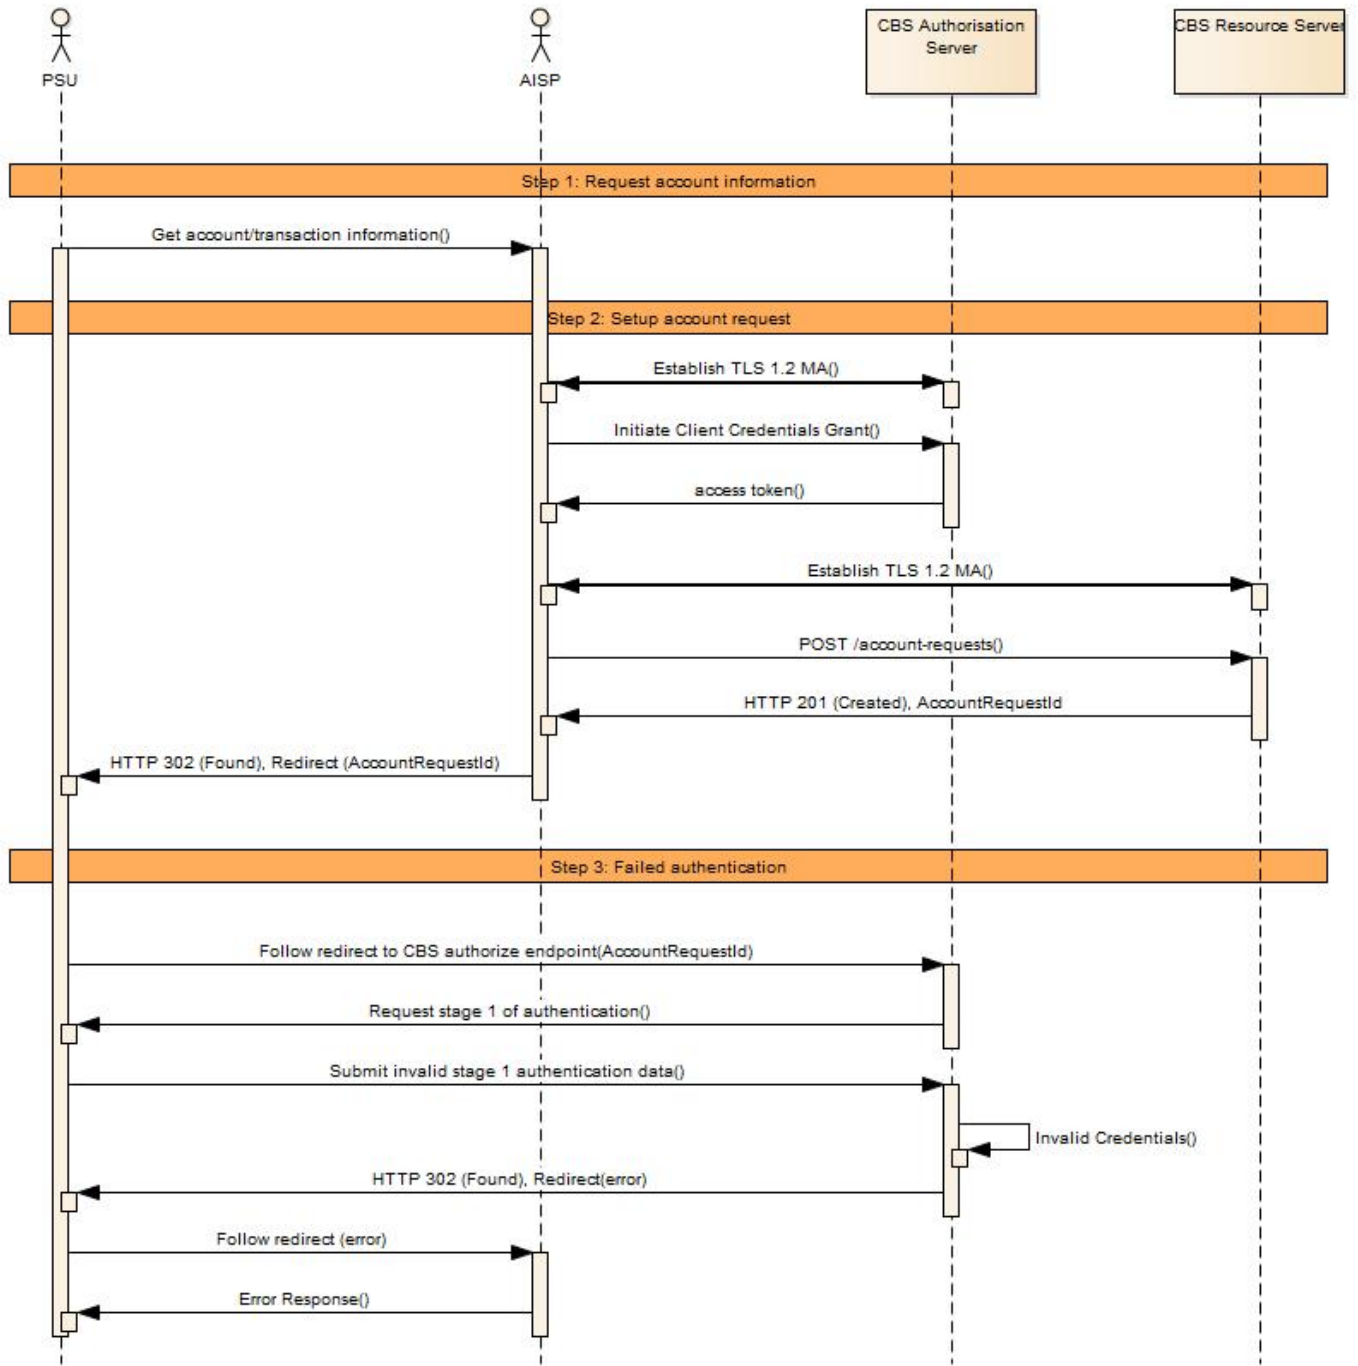 PSU
AISP
CBS Authorisation
Server
CBS Resource Server
Step 1: Request account information
Get account/transaction information()
Step 2: Setup account request
Establish TLS 1.2 MA()
Initiate Client Credentials Grant()
access token()
Establish TLS 1.2 MA()
POST /account-requests()
HTTP 201 (Created), AccountRequestId
HTTP 302 (Found), Redirect (AccountRequestId)
Step 3: Failed authentication
Follow redirect to CBS authorize endpoint(AccountRequestId)
Request stage 1 of authentication()
Submit invalid stage 1 authentication data()
Invalid Credentials()
HTTP 302 (Found), Redirect(error)
Follow redirect (error)
Error Response()